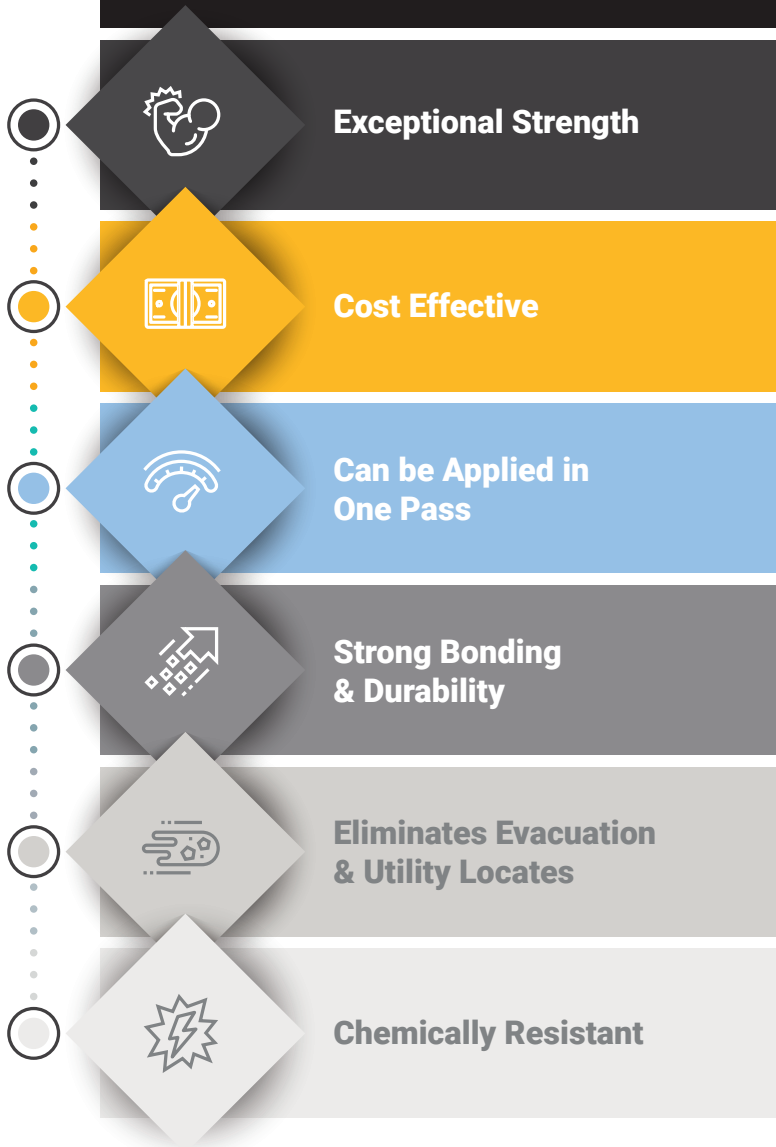 Exceptional Strength
Cost Effective
Can be Applied in
One Pass
Strong Bonding
& Durability
Eliminates Evacuation
& Utility Locates
Chemically Resistant